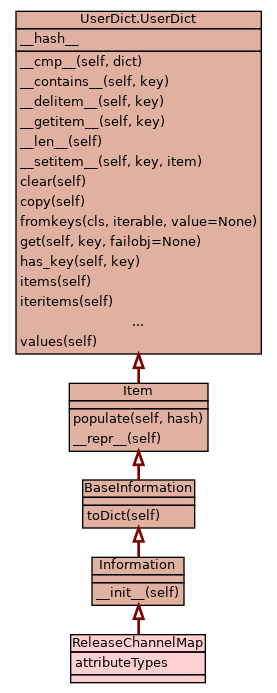 UserDict.UserDict
__hash__
__cmp__(self, dict)
__contains__(self, key)
__delitem__(self, key)
__getitem__(self, key)
__len__(self)
__setitem__(self, key, item)
clear(self)
copy(self)
fromkeys(cls, iterable, value=None)
get(self, key, failobj=None)
has_key(self, key)
items(self)
iteritems(self)
...
values(self)
Item
populate(self, hash)
__repr__(self)
BaseInformation
toDict(self)
Information
__init__(self)
ReleaseChannelMap
attributeTypes